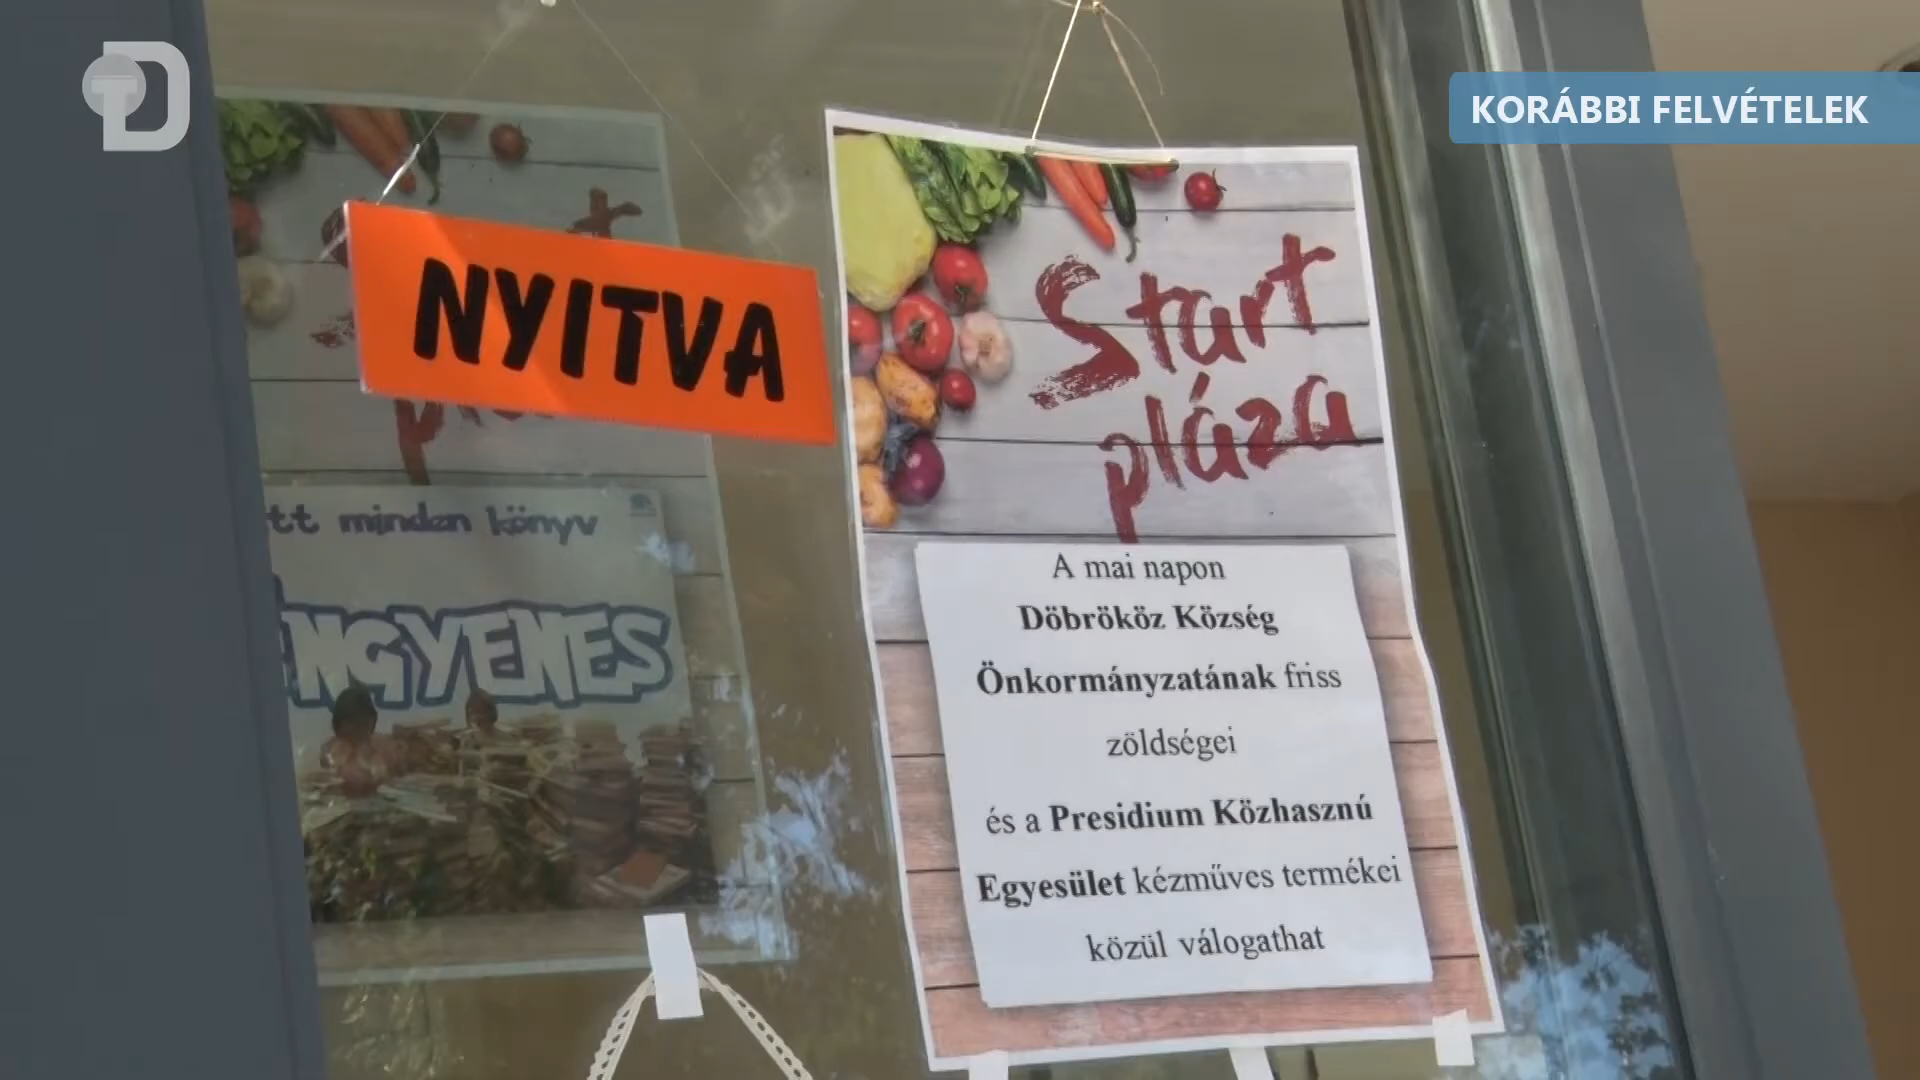 KORÁBBI FELVÉTELEK
NYITVA
Start
pláza
A mai napon
Döbrököz Község
Önkormányzatának friss
zöldségei
és a Presidium Közhasznú
Egyesület kézműves termékei
közül válogathat
minden könyv